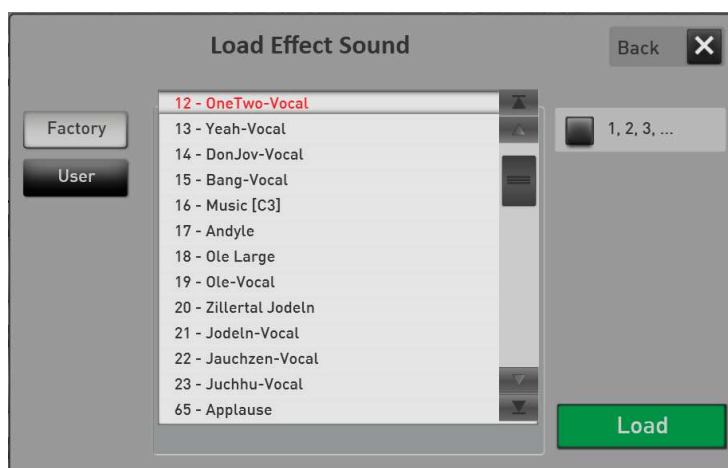 Load Effect Sound
Back
Factory
User
12 - OneTwo-Vocal
13 - Yeah-Vocal
14 - DonJov-Vocal
15 - Bang-Vocal
16 - Music [C3]
17 - Andyle
18 - Ole Large
19 - Ole-Vocal
20 - Zillertal Jodeln
21 - Jodeln-Vocal
22 - Jauchzen-Vocal
23 - Juchhu-Vocal
65 - Applause
1, 2, 3, ...
Load